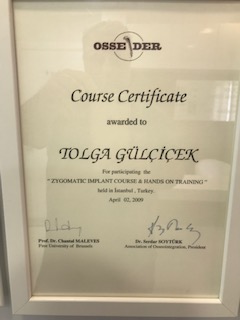 OSSE DER
Course Certificate
awarded to
TOLGA GÜLÇİÇEK
For participating the
" ZYGOMATIC IMPLANT COURSE & HANDS ON TRAINING "
held in Istanbul , Turkey.
April 02, 2009
Prof. Dr. Chantal MALEVEZ
Free University of Brussels
Dr. Serdar SOYTÜRK
Association of Osseointegration, President